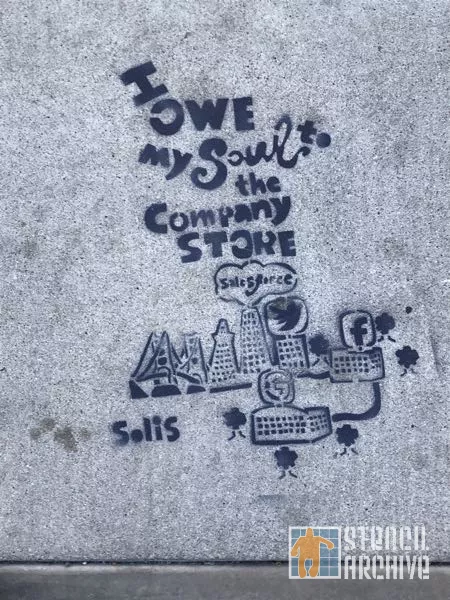 I
OWE
my Soul to
the
Company
STORE
Salesforce
f
G
Solis
STENCIL
ARCHIVE